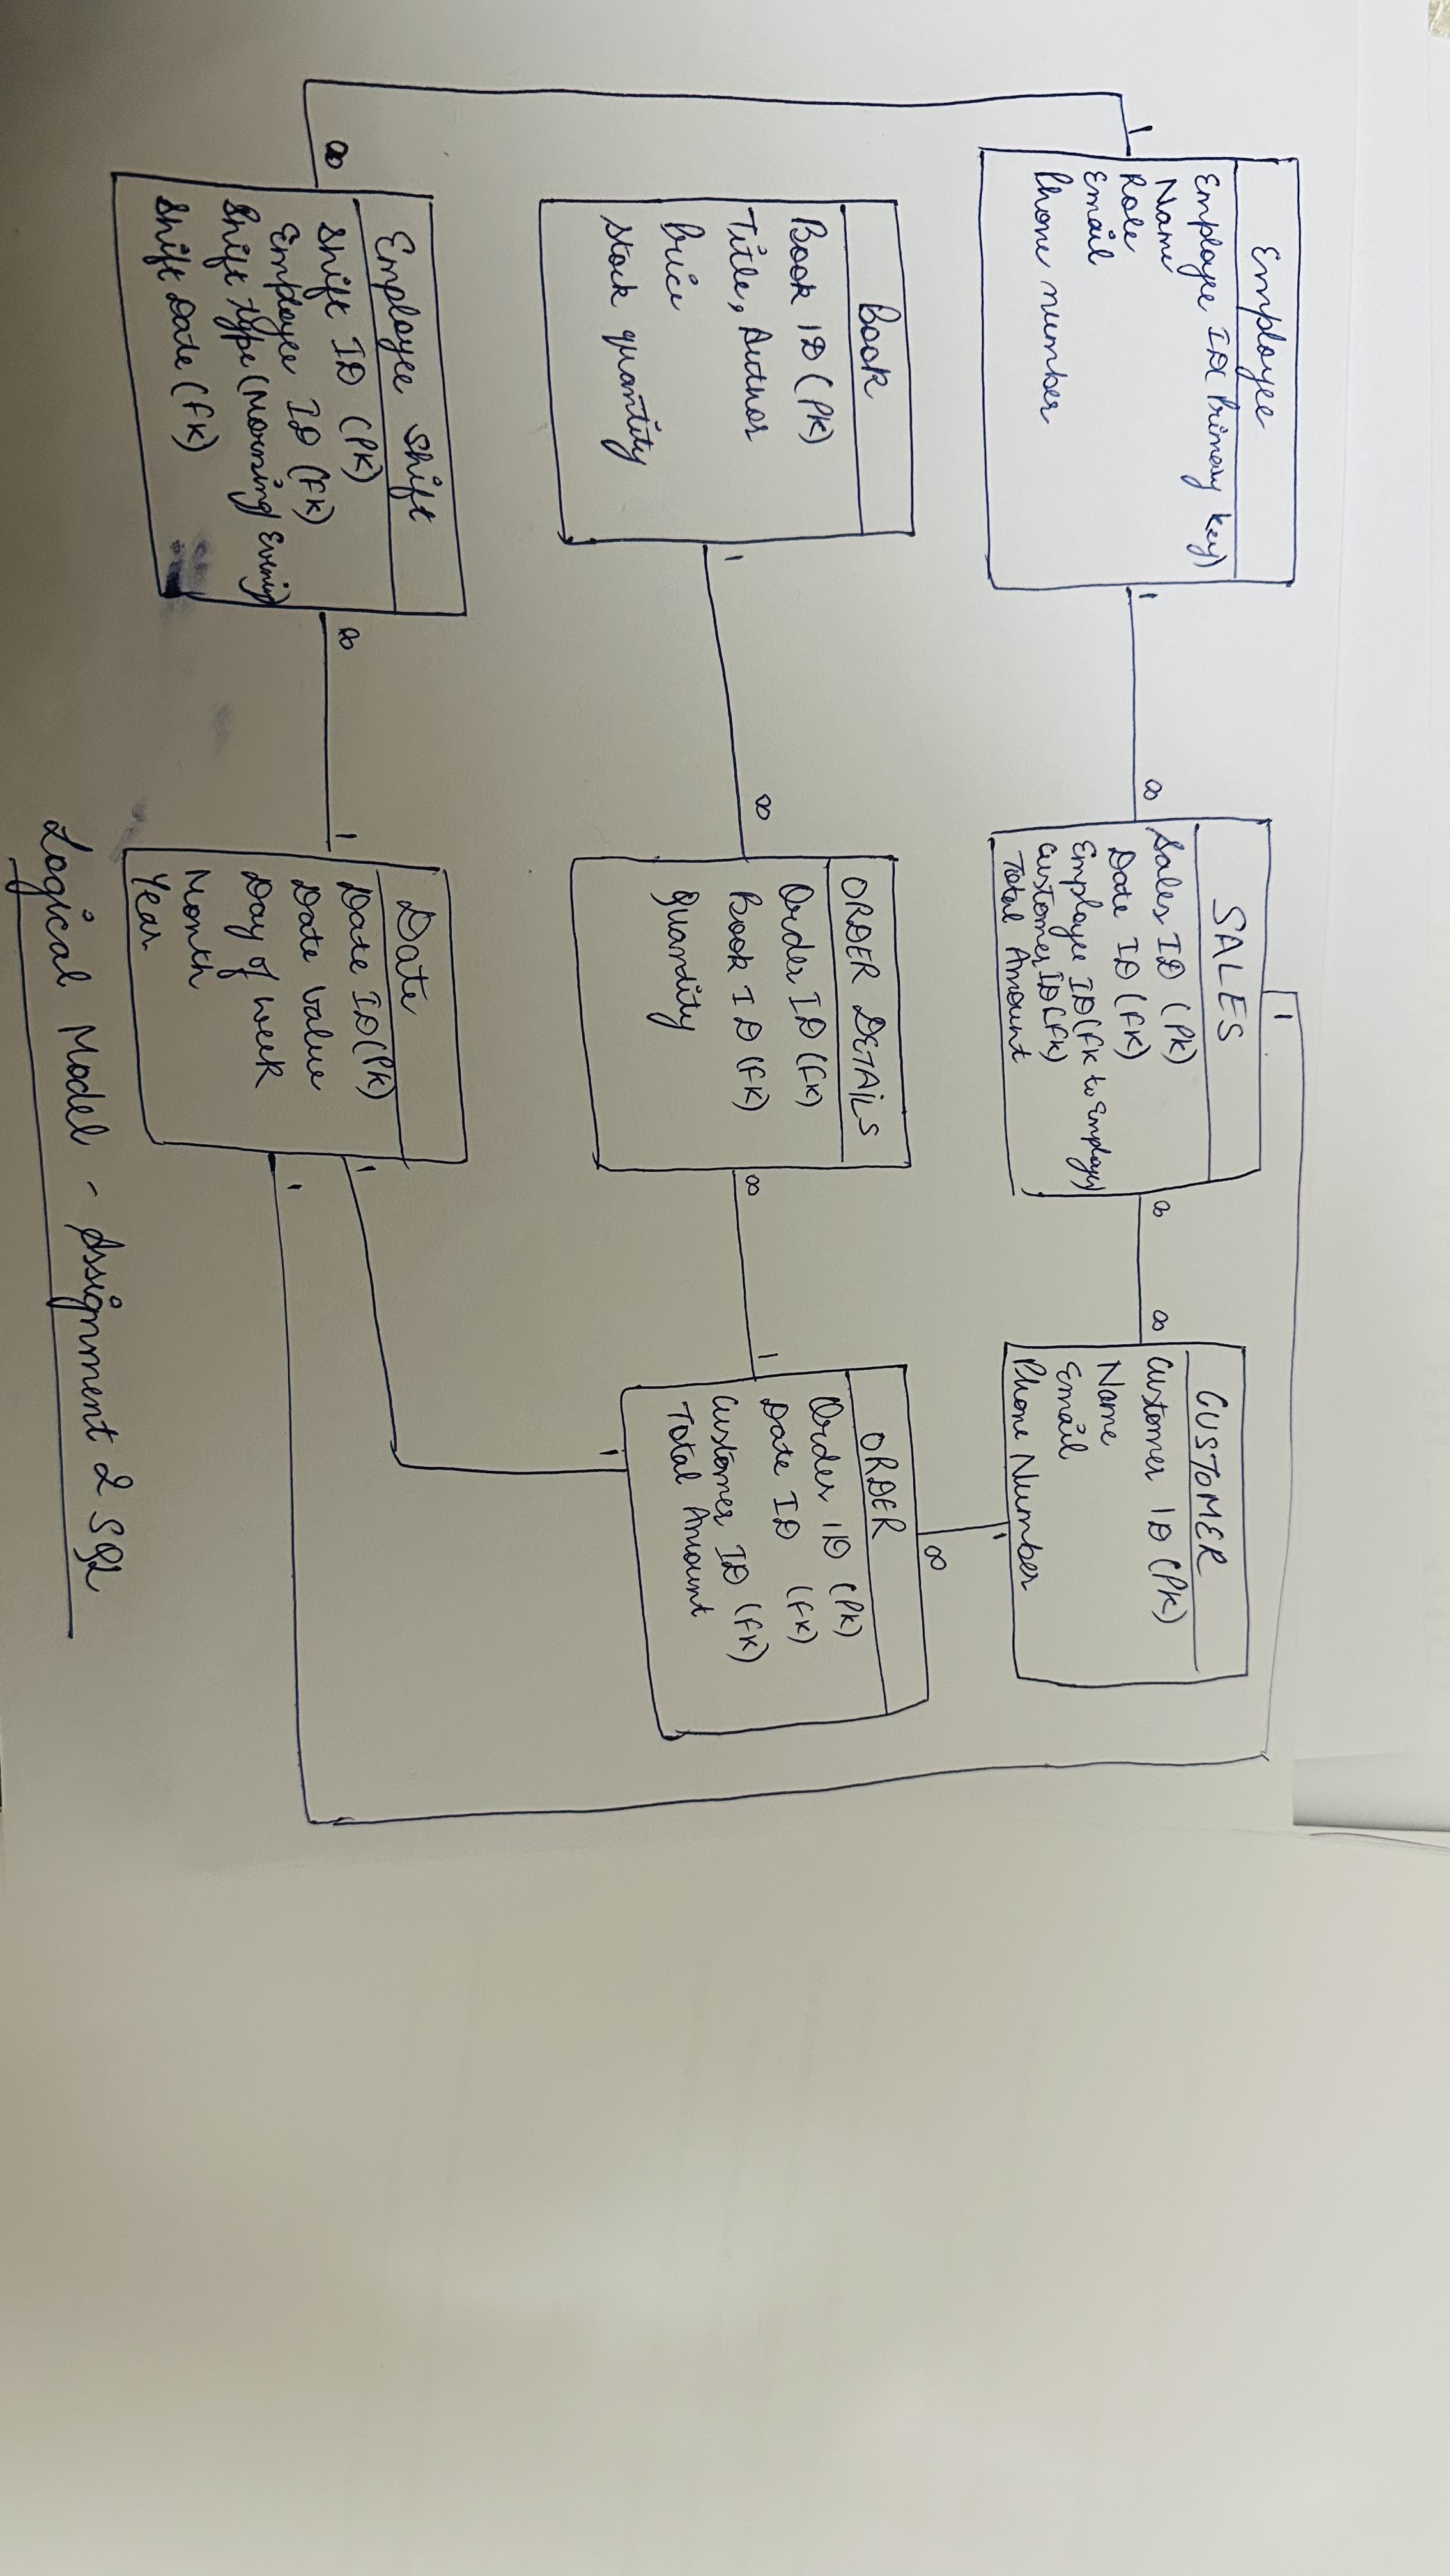 Employee
Employee ID (Primary key)
Name
Role
Email
Phone number
1
1
∞
SALES
Sales ID (PK)
Date ID (FK)
Employee ID (FK to Employee)
Customer ID (FK)
Total Amount
1
∞
∞
CUSTOMER
Customer ID (PK)
Name
Email
Phone Number
1
Book
Book ID (PK)
Title, Author
Price
Stock quantity
1
∞
ORDER DETAILS
Order ID (FK)
Book ID (FK)
Quantity
∞
1
∞
ORDER
Order ID (PK)
Date ID (FK)
Customer ID (FK)
Total Amount
1
∞
Employee Shift
Shift ID (PK)
Employee ID (FK)
Shift type (Morning/Evening)
Shift Date (FK)
∞
1
Date
Date ID (PK)
Date Value
Day of Week
Month
Year
1
1
Logical Model - Assignment 2 SQL